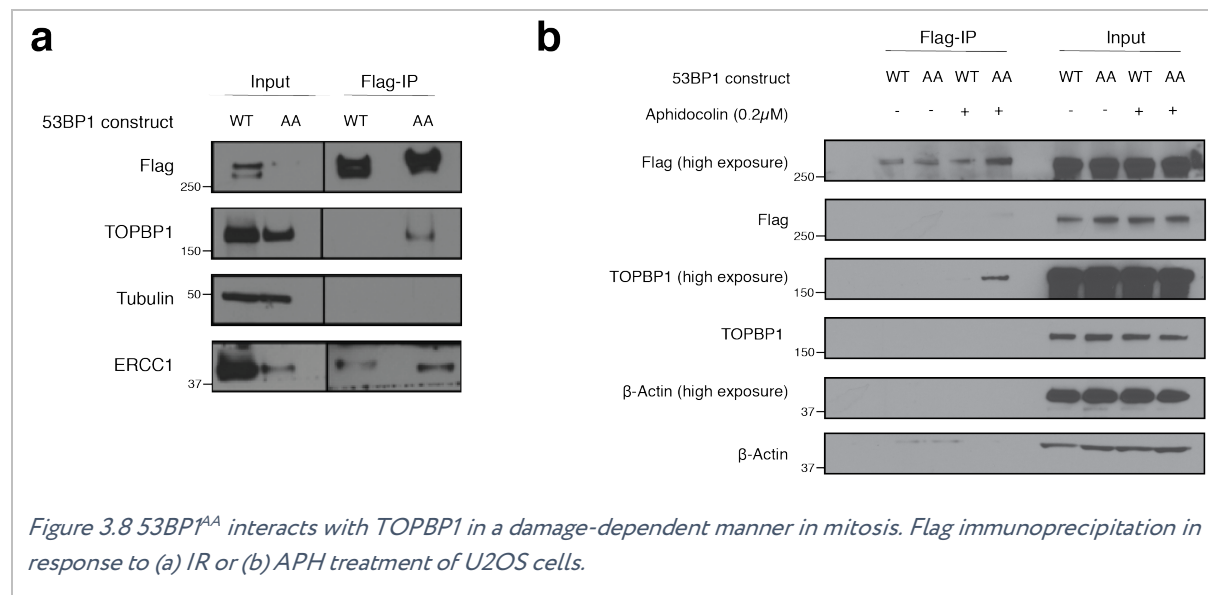 a
Input Flag-IP
53BP1 construct WT AA WT AA
Flag
250
TOPBP1
150
Tubulin 50
ERCC1
37
b
Flag-IP Input
53BP1 construct WT AA WT AA WT AA WT AA
Aphidocolin (0.2µM) - - + + - - + +
Flag (high exposure)
250
Flag
250
TOPBP1 (high exposure)
150
TOPBP1
150
β-Actin (high exposure)
37
β-Actin
37
Figure 3.8 53BP1ᴬᴬ interacts with TOPBP1 in a damage-dependent manner in mitosis. Flag immunoprecipitation in
response to (a) IR or (b) APH treatment of U2OS cells.